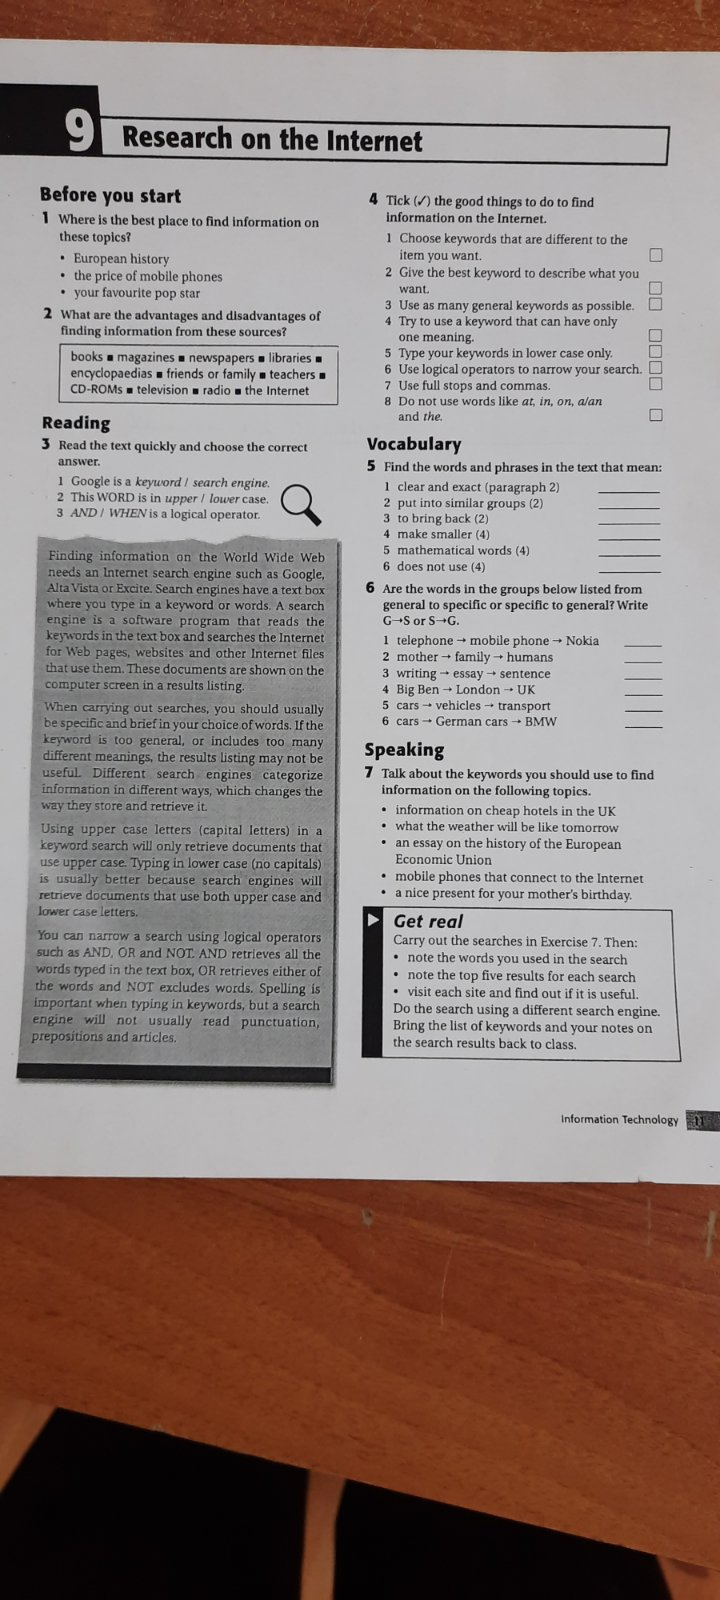 9
Research on the Internet
Before you start
1 Where is the best place to find information on
these topics?
• European history
• the price of mobile phones
• your favourite pop star
2 What are the advantages and disadvantages of
finding information from these sources?
books ■ magazines ■ newspapers ■ libraries ■
encyclopaedias ■ friends or family ■ teachers ■
CD-ROMs ■ television ■ radio ■ the Internet
Reading
3 Read the text quickly and choose the correct
answer.
1 Google is a keyword / search engine.
2 This WORD is in upper / lower case.
3 AND / WHEN is a logical operator.
Finding information on the World Wide Web
needs an Internet search engine such as Google,
Alta Vista or Excite. Search engines have a text box
where you type in a keyword or words. A search
engine is a software program that reads the
keywords in the text box and searches the Internet
for Web pages, websites and other Internet files
that use them. These documents are shown on the
computer screen in a results listing.
When carrying out searches, you should usually
be specific and brief in your choice of words. If the
keyword is too general, or includes too many
different meanings, the results listing may not be
useful. Different search engines categorize
information in different ways, which changes the
way they store and retrieve it.
Using upper case letters (capital letters) in a
keyword search will only retrieve documents that
use upper case. Typing in lower case (no capitals)
is usually better because search engines will
retrieve documents that use both upper case and
lower case letters.
You can narrow a search using logical operators
such as AND, OR and NOT. AND retrieves all the
words typed in the text box, OR retrieves either of
the words and NOT excludes words. Spelling is
important when typing in keywords, but a search
engine will not usually read punctuation,
prepositions and articles.
4 Tick (✓) the good things to do to find
information on the Internet.
1 Choose keywords that are different to the
item you want.
2 Give the best keyword to describe what you
want.
3 Use as many general keywords as possible.
4 Try to use a keyword that can have only
one meaning.
5 Type your keywords in lower case only.
6 Use logical operators to narrow your search.
7 Use full stops and commas.
8 Do not use words like at, in, on, a/an
and the.
Vocabulary
5 Find the words and phrases in the text that mean:
1 clear and exact (paragraph 2)
2 put into similar groups (2)
3 to bring back (2)
4 make smaller (4)
5 mathematical words (4)
6 does not use (4)
6 Are the words in the groups below listed from
general to specific or specific to general? Write
G→S or S→G.
1 telephone → mobile phone → Nokia
2 mother → family → humans
3 writing → essay → sentence
4 Big Ben → London → UK
5 cars → vehicles → transport
6 cars → German cars → BMW
Speaking
7 Talk about the keywords you should use to find
information on the following topics.
• information on cheap hotels in the UK
• what the weather will be like tomorrow
• an essay on the history of the European
Economic Union
• mobile phones that connect to the Internet
• a nice present for your mother's birthday.
Get real
Carry out the searches in Exercise 7. Then:
• note the words you used in the search
• note the top five results for each search
• visit each site and find out if it is useful.
Do the search using a different search engine.
Bring the list of keywords and your notes on
the search results back to class.
Information Technology 11